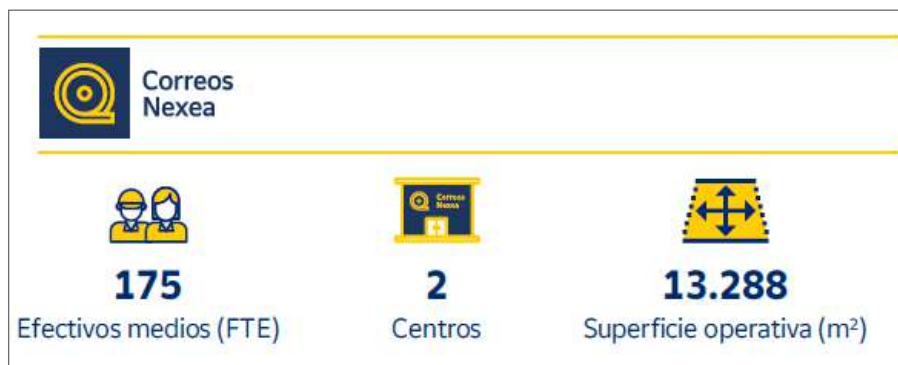 Correos
Nexea
Correos
Nexea
175
2
13.288
Efectivos medios (FTE)
Centros
Superficie operativa (m²)